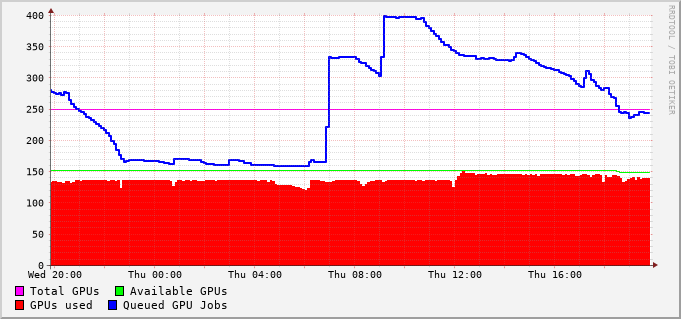 400
350
300
250
200
150
100
50
0
Wed 20:00 Thu 00:00 Thu 04:00 Thu 08:00 Thu 12:00 Thu 16:00
Total GPUs Available GPUs
GPUs used Queued GPU Jobs
RRDTOOL / TOBI OETIKER